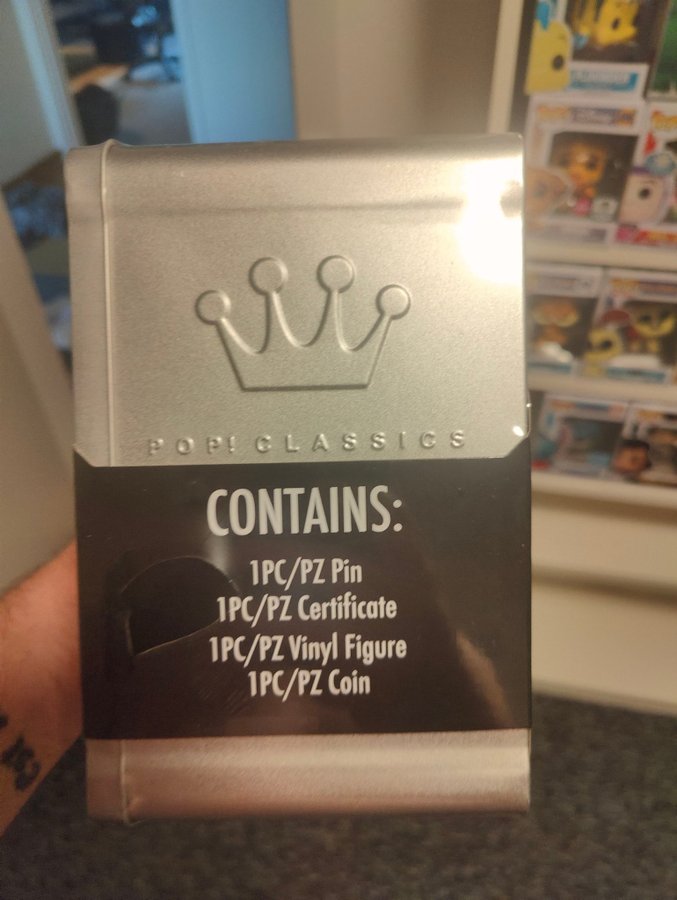 POP! CLASSICS
CONTAINS:
1PC/PZ Pin
1PC/PZ Certificate
1PC/PZ Vinyl Figure
1PC/PZ Coin